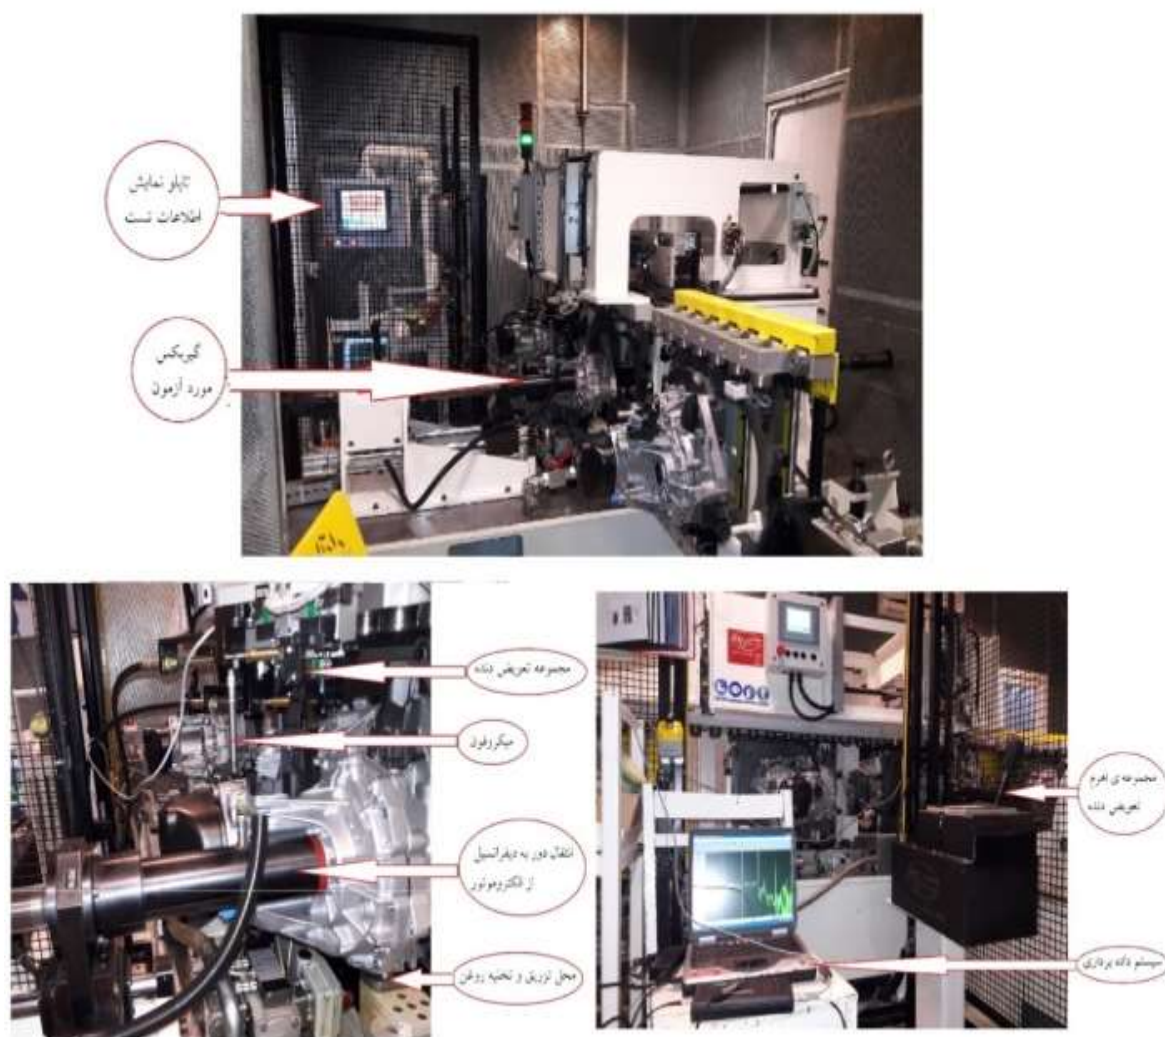 تابلو نمایش
اطلاعات تست
گیربکس
مورد آزمون
مجموعه تعویض دنده
میکروفون
انتقال دور به دیفرانسیل
از الکتروموتور
محل تزریق و تخلیه روغن
مجموعه ی اهرم
تعویض دنده
سیستم داده برداری